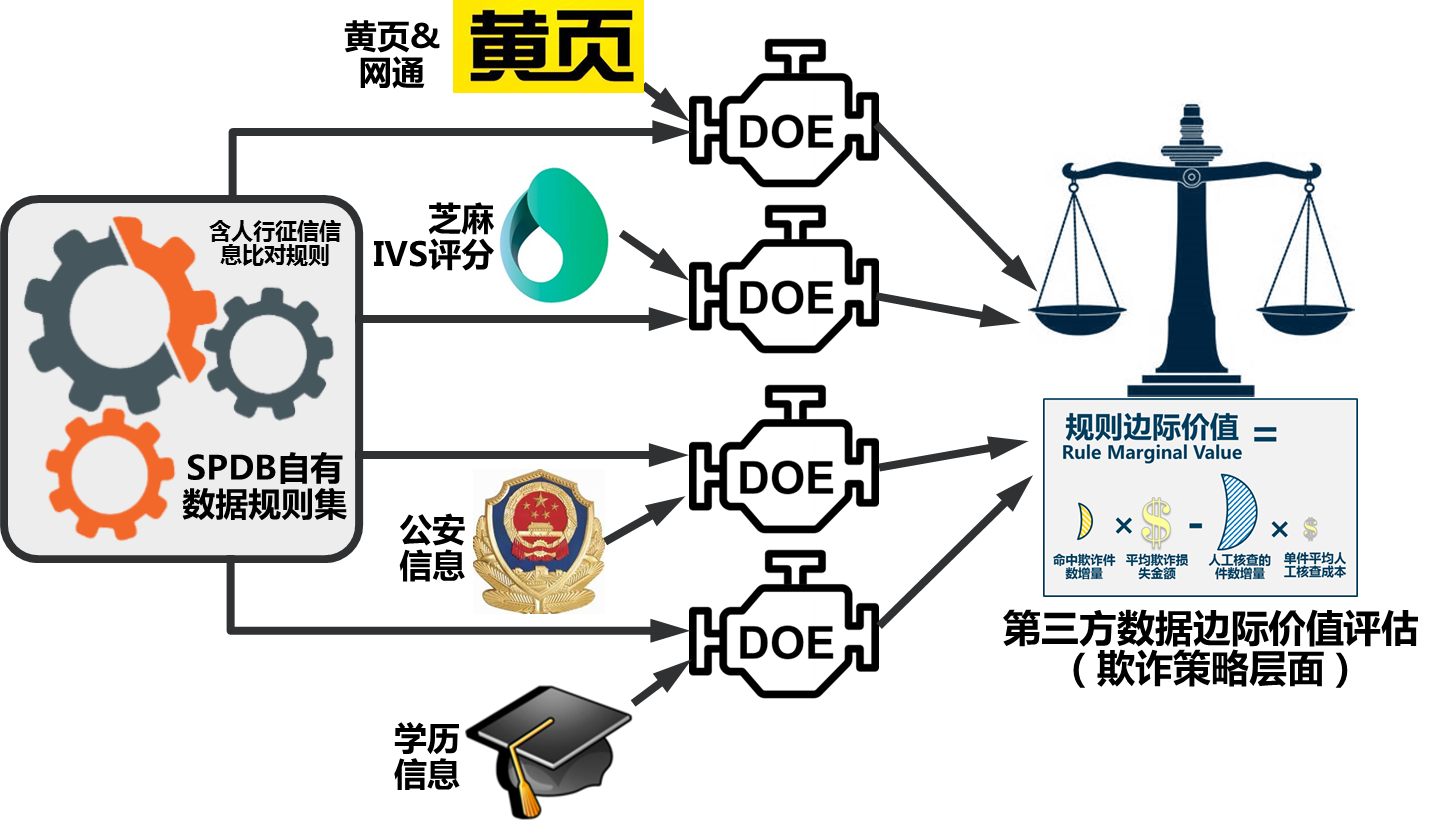 黄页&
网通
黄页
DOE
含人行征信信
息比对规则
SPDB自有
数据规则集
芝麻
IVS评分
DOE
公安
信息
DOE
学历
信息
DOE
规则边际价值 =
Rule Marginal Value
× $ - × $
命中欺诈件
数增量
平均欺诈损
失金额
人工核查的
件数增量
单件平均人
工核查成本
第三方数据边际价值评估
（欺诈策略层面）